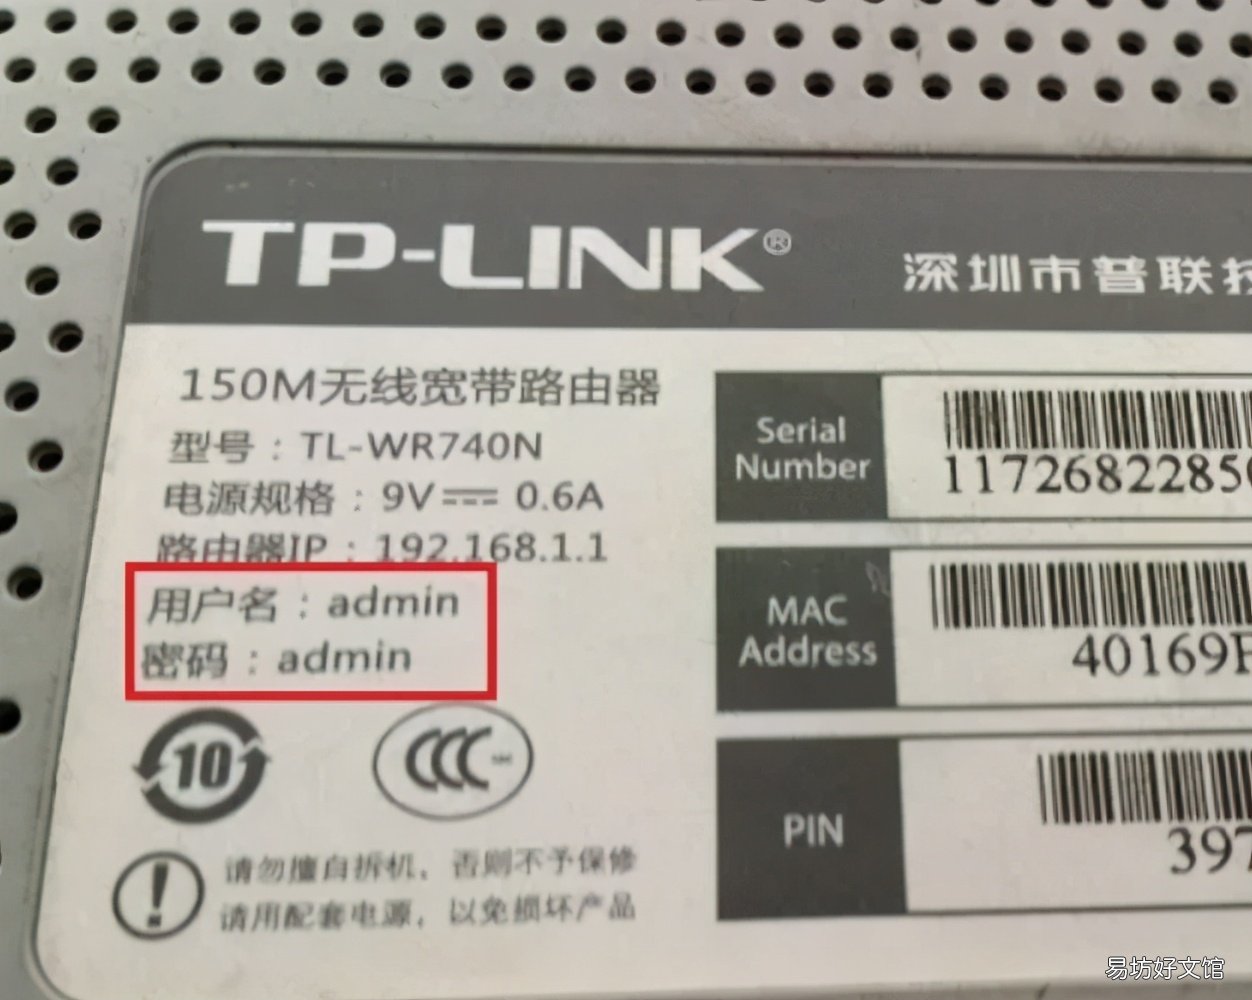 TP-LINK®
深圳市普联技
150M无线宽带路由器
型号：TL-WR740N
电源规格：9V⎓0.6A
路由器IP：192.168.1.1
用户名：admin
密码：admin
10
CCC
请勿擅自拆机，否则不予保修
请用配套电源，以免损坏产品
Serial
Number
1172682285
MAC
Address
40169
PIN
397
易坊好文馆